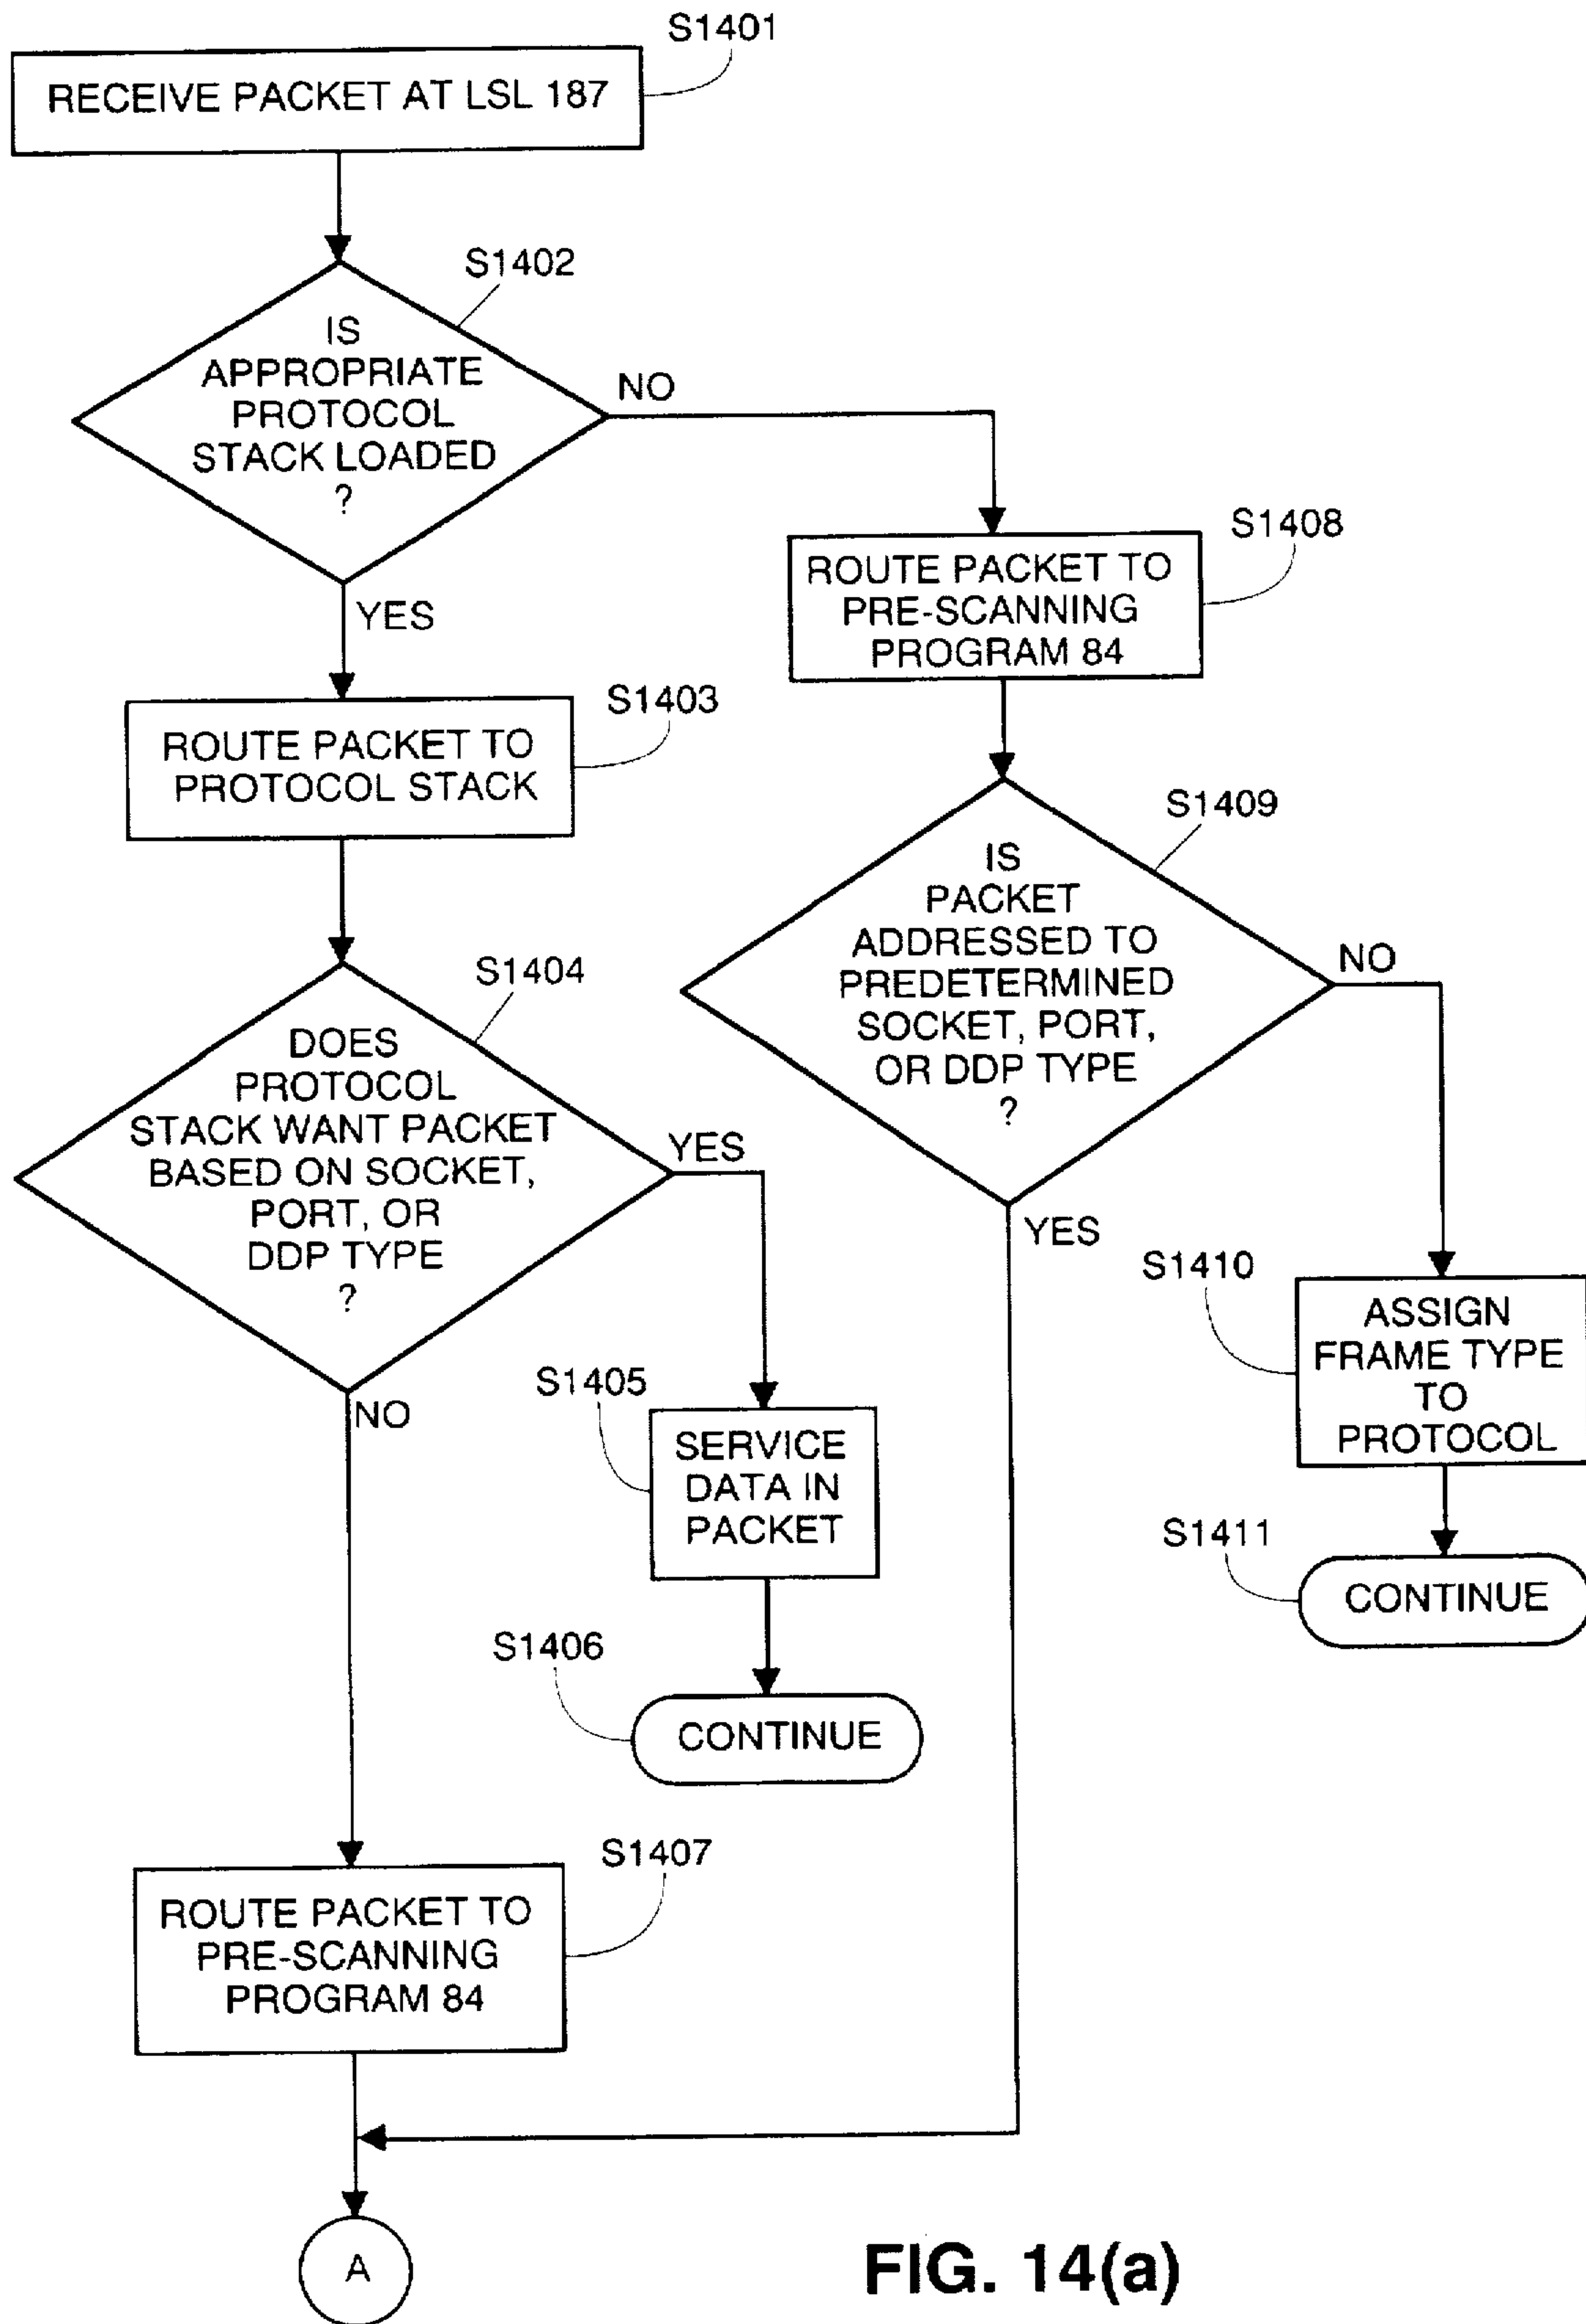 S1401
RECEIVE PACKET AT LSL 187
S1402
IS
APPROPRIATE
PROTOCOL
STACK LOADED
?
NO
YES
S1408
ROUTE PACKET TO
PRE-SCANNING
PROGRAM 84
S1403
ROUTE PACKET TO
PROTOCOL STACK
S1409
IS
PACKET
ADDRESSED TO
PREDETERMINED
SOCKET, PORT,
OR DDP TYPE
?
NO
YES
S1404
DOES
PROTOCOL
STACK WANT PACKET
BASED ON SOCKET,
PORT, OR
DDP TYPE
?
YES
NO
S1410
ASSIGN
FRAME TYPE
TO
PROTOCOL
S1405
SERVICE
DATA IN
PACKET
S1411
CONTINUE
S1406
CONTINUE
S1407
ROUTE PACKET TO
PRE-SCANNING
PROGRAM 84
A
FIG. 14(a)